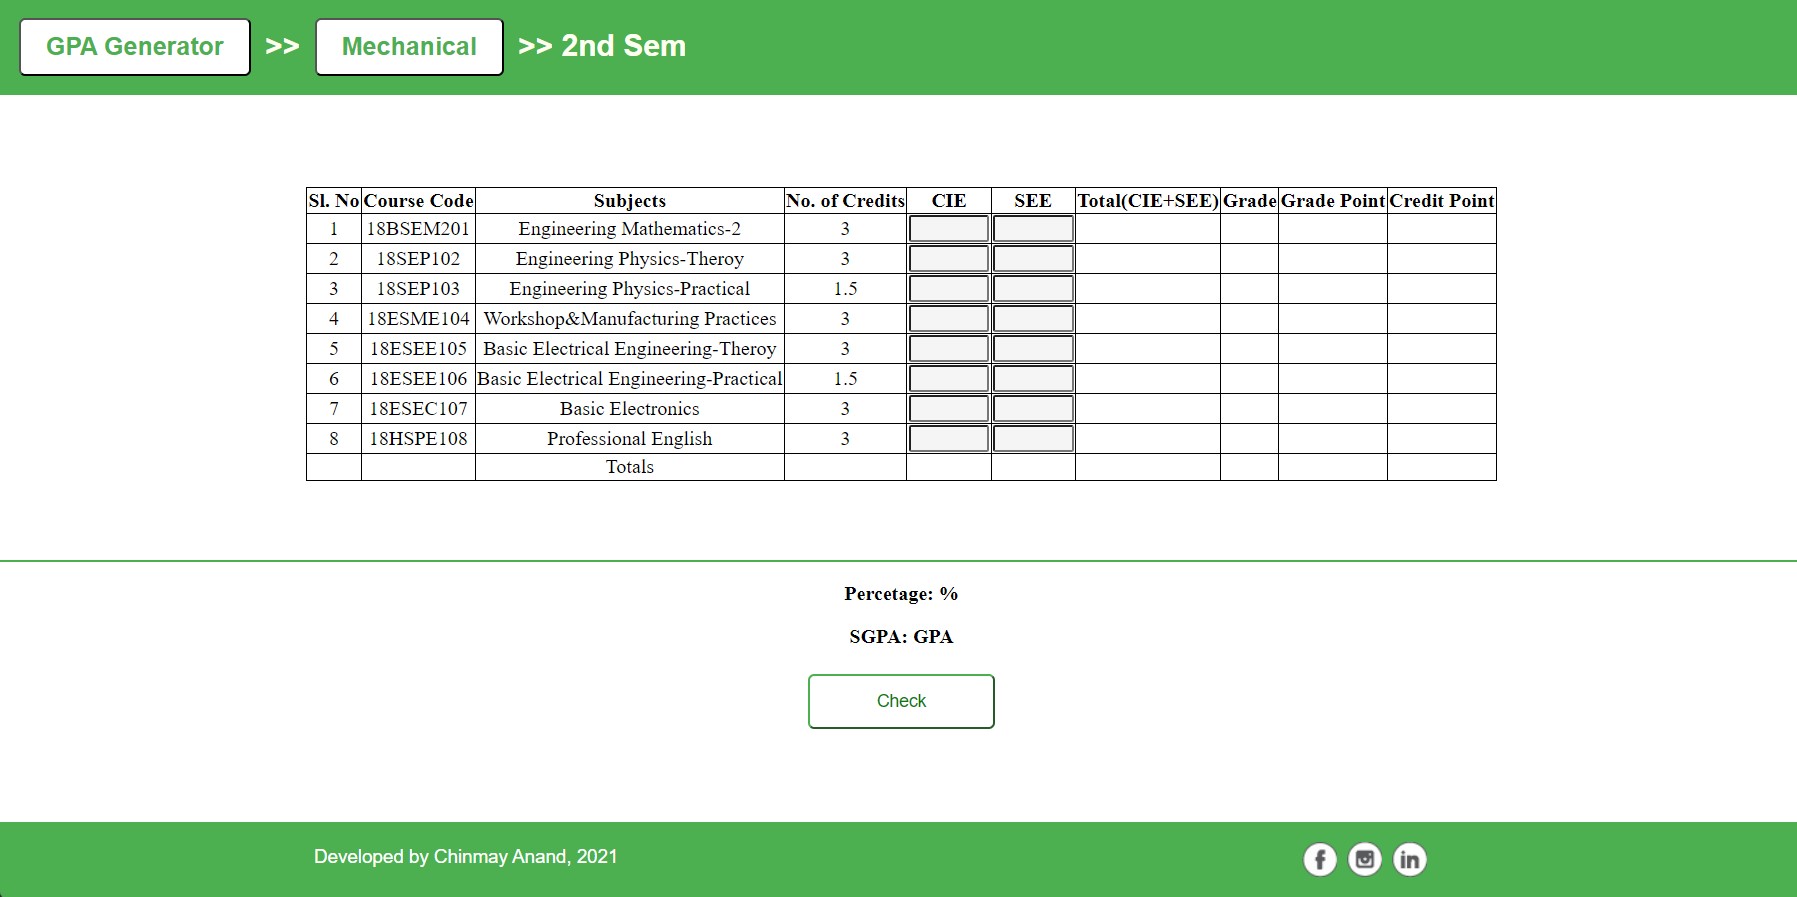 GPA Generator >> Mechanical >> 2nd Sem
Sl. No Course Code Subjects No. of Credits CIE SEE Total(CIE+SEE) Grade Grade Point Credit Point
1 18BSEM201 Engineering Mathematics-2 3
2 18SEP102 Engineering Physics-Theroy 3
3 18SEP103 Engineering Physics-Practical 1.5
4 18ESME104 Workshop&Manufacturing Practices 3
5 18ESEE105 Basic Electrical Engineering-Theroy 3
6 18ESEE106 Basic Electrical Engineering-Practical 1.5
7 18ESEC107 Basic Electronics 3
8 18HSPE108 Professional English 3
Totals
Percetage: %
SGPA: GPA
Check
Developed by Chinmay Anand, 2021